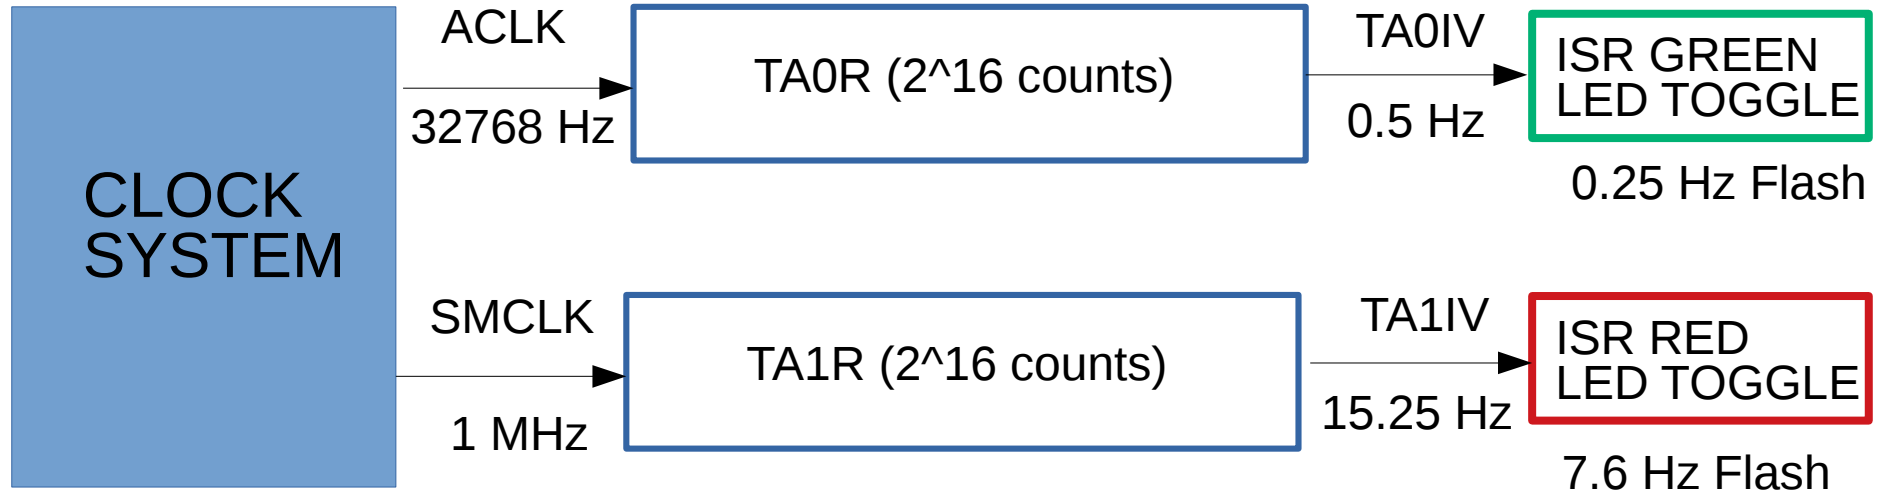 CLOCK
SYSTEM
ACLK
32768 Hz
TA0R (2^16 counts)
TA0IV
0.5 Hz
ISR GREEN
LED TOGGLE
0.25 Hz Flash
SMCLK
1 MHz
TA1R (2^16 counts)
TA1IV
15.25 Hz
ISR RED
LED TOGGLE
7.6 Hz Flash